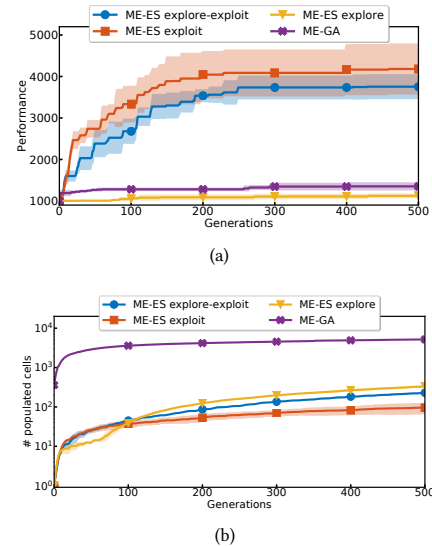 ME-ES explore-exploit ME-ES explore
ME-ES exploit ME-GA
5000
4000
3000
2000
1000
Performance
0 100 200 300 400 500
Generations
(a)
ME-ES explore-exploit ME-ES explore
ME-ES exploit ME-GA
10^4
10^3
10^2
10^1
10^0
# populated cells
0 100 200 300 400 500
Generations
(b)